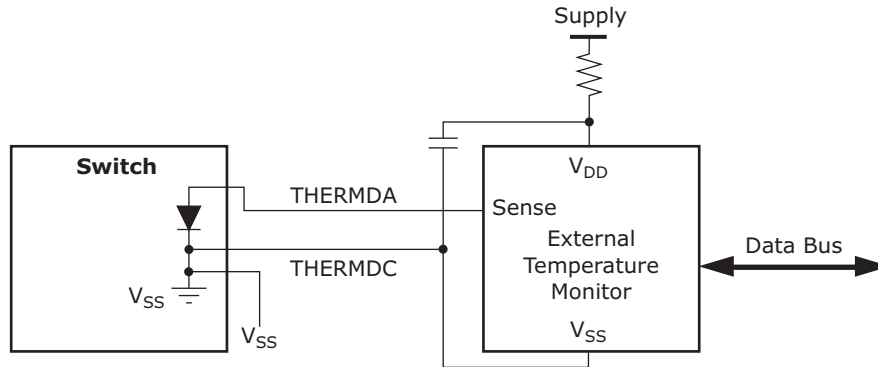 Supply
Switch
V_DD
THERMDA
Sense
External
Temperature
Monitor
Data Bus
THERMDC
V_SS
V_SS
V_SS